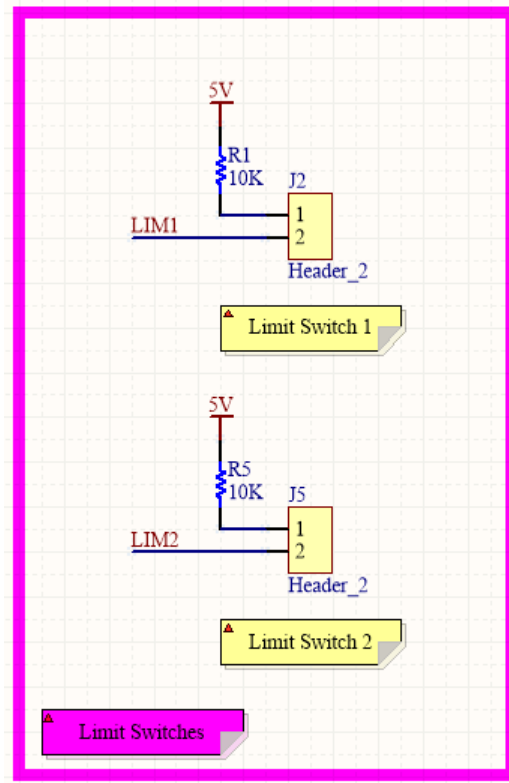 5V
R1
10K
J2
1
LIM1
2
Header_2
Limit Switch 1
5V
R5
10K
J5
1
LIM2
2
Header_2
Limit Switch 2
Limit Switches